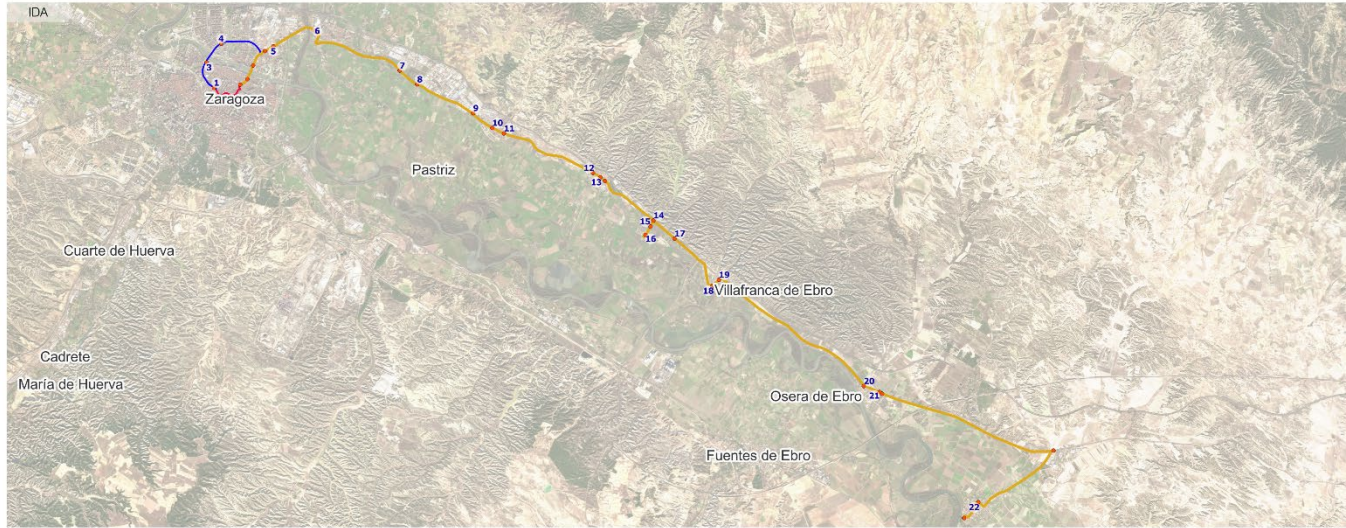 IDA
4
6
5
3
7
1
Zaragoza
8
9
10
11
12
Pastriz
13
14
15
16
17
Cuarte de Huerva
19
18
Villafranca de Ebro
Cadrete
María de Huerva
20
Osera de Ebro
21
Fuentes de Ebro
22